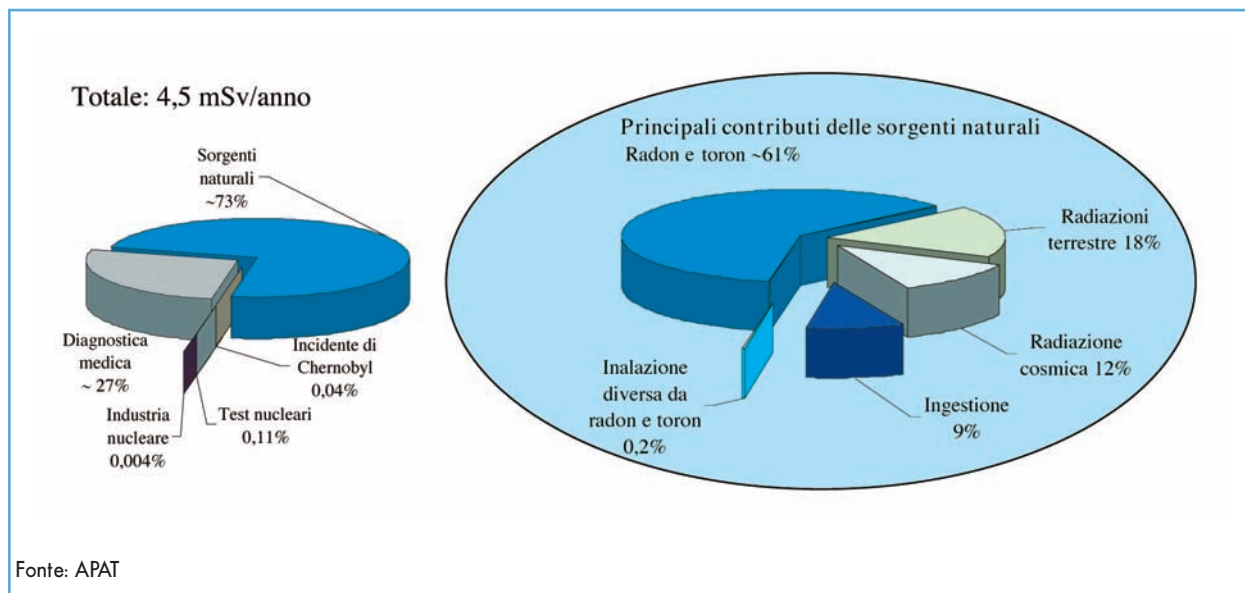 Totale: 4,5 mSv/anno
Sorgenti
naturali
~73%
Diagnostica
medica
~ 27%
Industria
nucleare
0,004%
Test nucleari
0,11%
Incidente di
Chernobyl
0,04%
Principali contributi delle sorgenti naturali
Radon e toron ~61%
Radiazioni
terrestre 18%
Radiazione
cosmica 12%
Ingestione
9%
Inalazione
diversa da
radon e toron
0,2%
Fonte: APAT